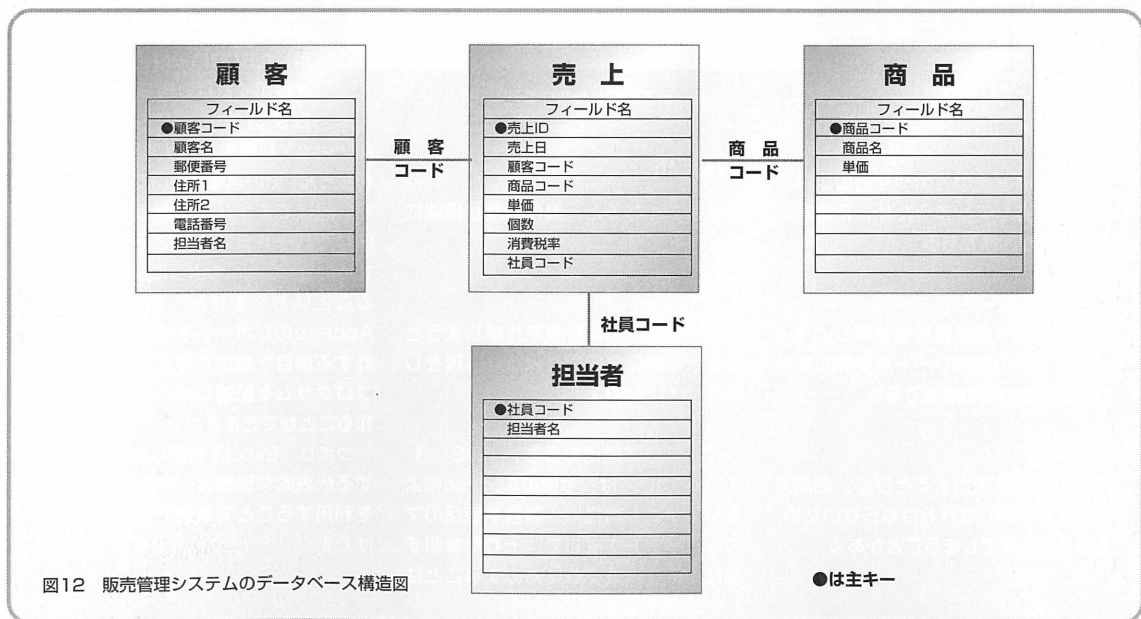 顧 客
フィールド名
●顧客コード
顧客名
郵便番号
住所1
住所2
電話番号
担当者名
顧 客
コード
売 上
フィールド名
●売上ID
売上日
顧客コード
商品コード
単価
個数
消費税率
社員コード
商 品
コード
商 品
フィールド名
●商品コード
商品名
単価
社員コード
担当者
●社員コード
担当者名
図12 販売管理システムのデータベース構造図
●は主キー